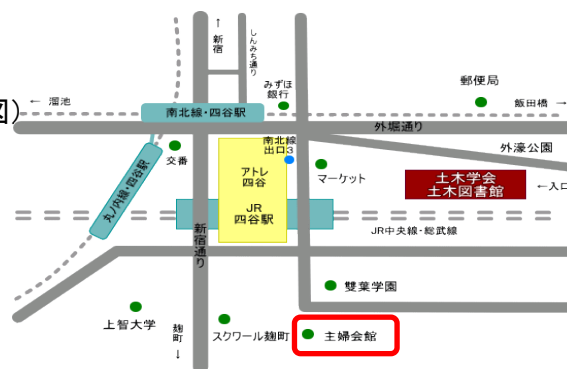 ↑
新宿
しんみち通り
みずほ
銀行
郵便局
← 溜池
南北線・四谷駅
飯田橋 →
図)
外堀通り
交番
南北線
出口3
外濠公園
アトレ
四谷
マーケット
土木学会
土木図書館
←入口
丸ノ内線・四谷駅
JR
四谷駅
新宿通り
JR中央線・総武線
雙葉学園
上智大学
スクワール麹町
主婦会館
麹町
↓